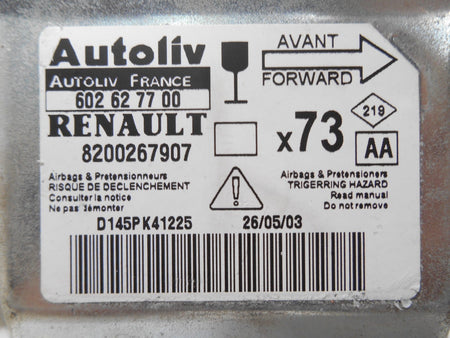 Autoliv
AUTOLIV FRANCE
602 62 77 00
RENAULT
8200267907
AVANT
FORWARD
x73
219
AA
Airbags & Pretensionneurs
RISQUE DE DECLENCHEMENT
Consulter la notice
Ne pas 3émonter
Airbags & Pretensioners
TRIGERRING HAZARD
Read manual
Do not remove
D145PK41225
26/05/03